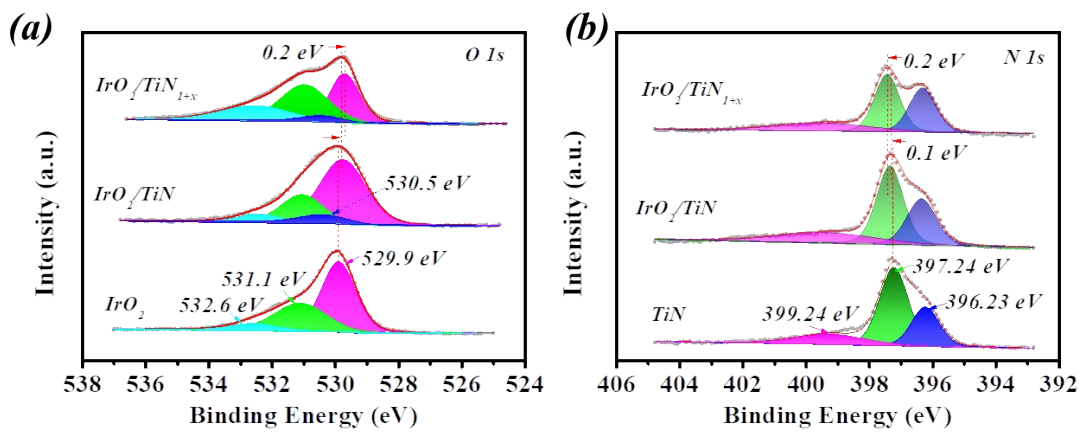 (a)
O 1s
0.2 eV
IrO2/TiN1+x
IrO2/TiN
530.5 eV
529.9 eV
531.1 eV
532.6 eV
IrO2
Intensity (a.u.)
538 536 534 532 530 528 526 524
Binding Energy (eV)
(b)
N 1s
0.2 eV
IrO2/TiN1+x
0.1 eV
IrO2/TiN
397.24 eV
396.23 eV
399.24 eV
TiN
Intensity (a.u.)
406 404 402 400 398 396 394 392
Binding Energy (eV)